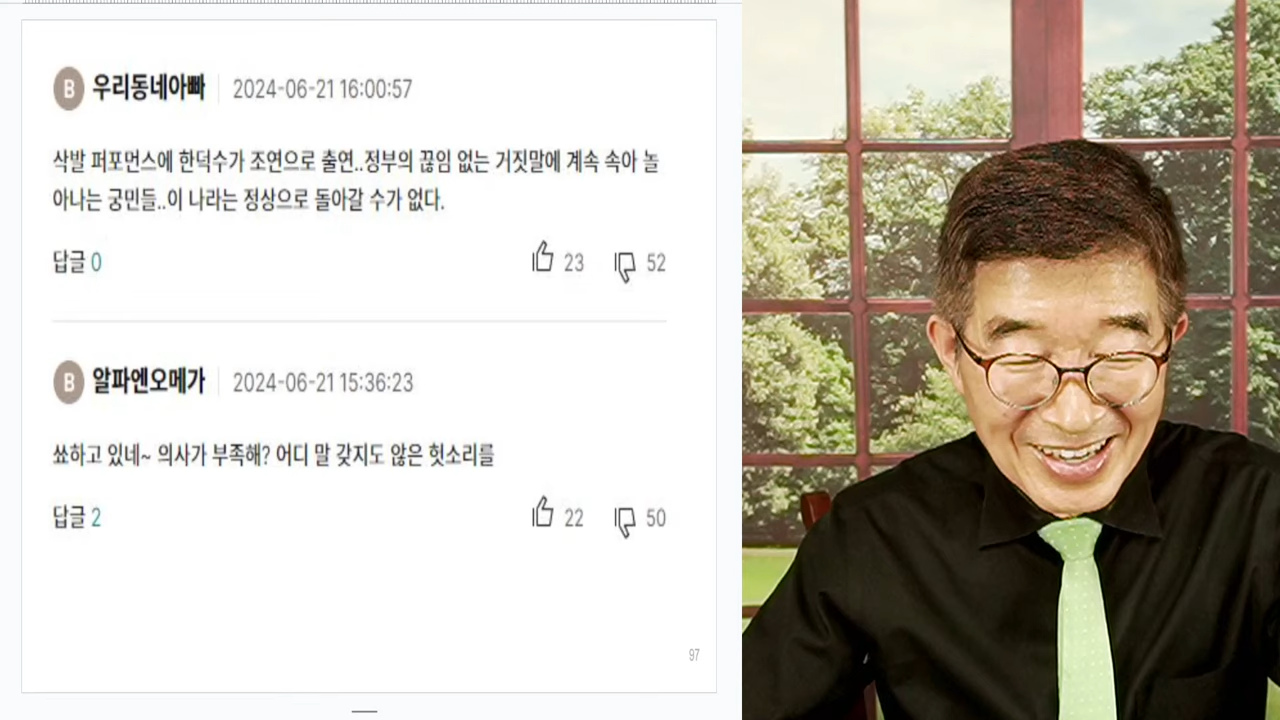 B 우리동네아빠 2024-06-21 16:00:57
삭발 퍼포먼스에 한덕수가 조연으로 출연..정부의 끊임 없는 거짓말에 계속 속아 놀
아나는 궁민들..이 나라는 정상으로 돌아갈 수가 없다.
답글 0 23 52
B 알파엔오메가 2024-06-21 15:36:23
쑈하고 있네~ 의사가 부족해? 어디 말 갖지도 않은 헛소리를
답글 2 22 50
97